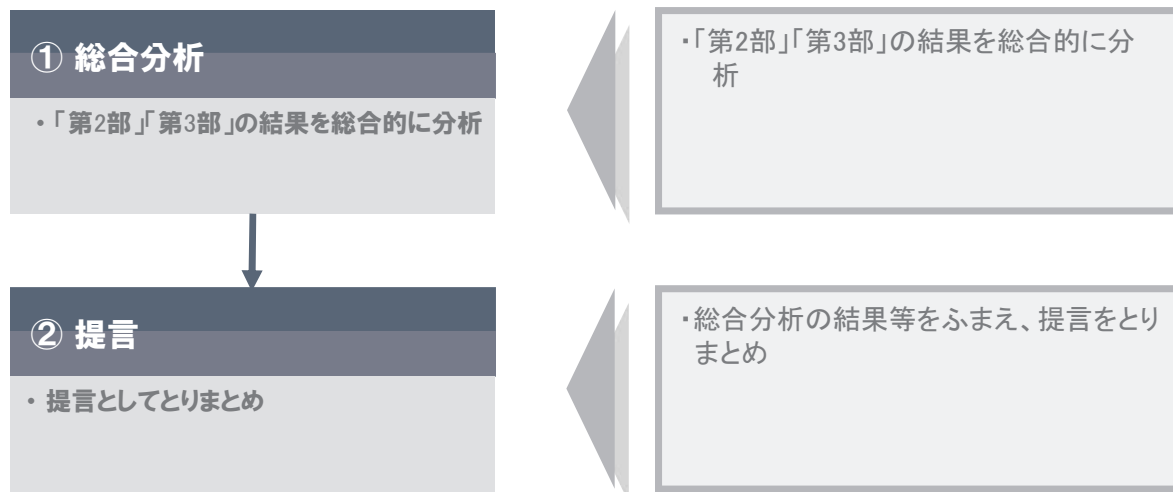 ① 総合分析
・「第2部」「第3部」の結果を総合的に分析
・「第2部」「第3部」の結果を総合的に分
析
② 提言
・ 提言としてとりまとめ
・総合分析の結果等をふまえ、提言をとり
まとめ